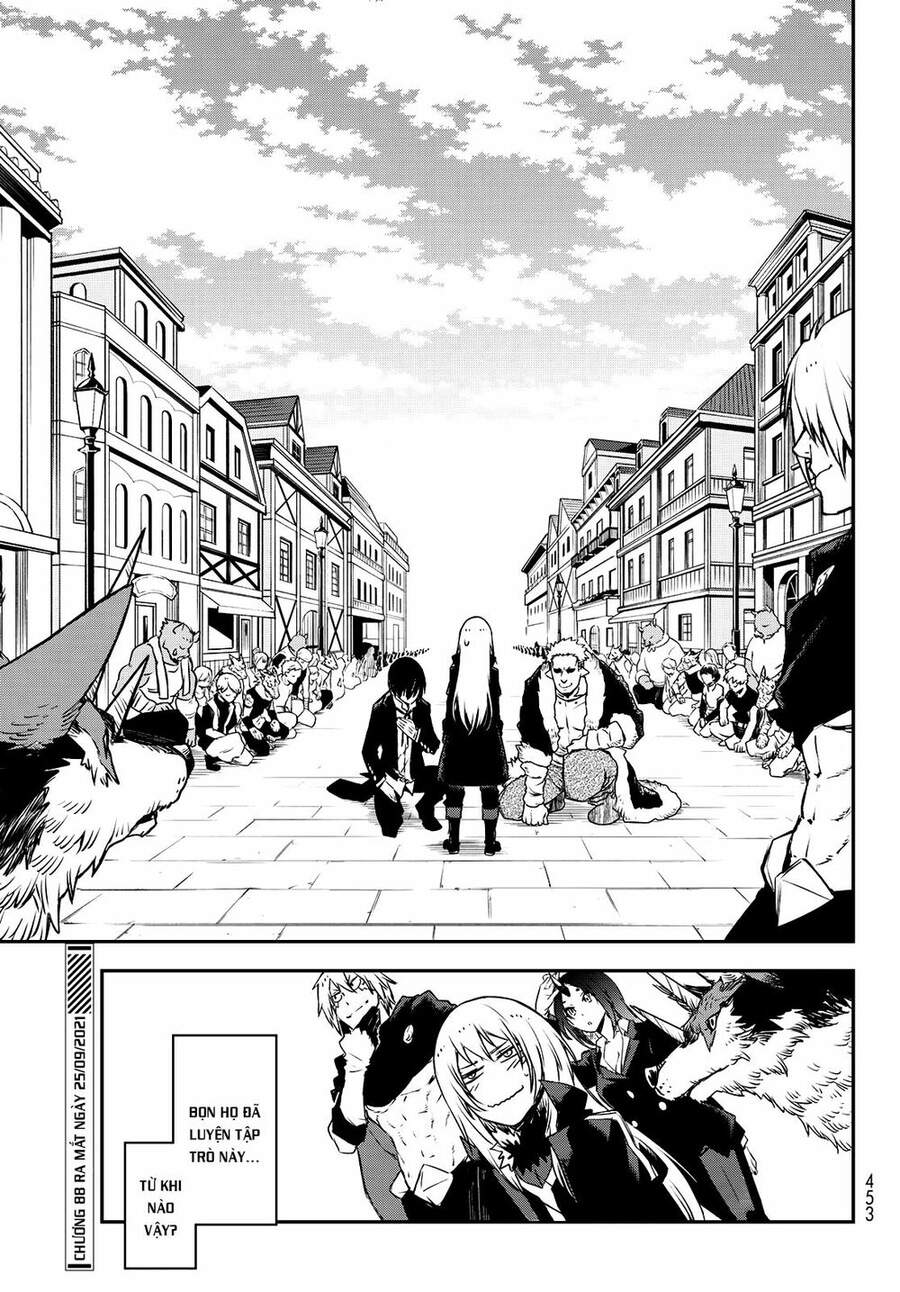 BỌN HỌ ĐÃ
LUYỆN TẬP
TRÒ NÀY...
TỪ KHI
NÀO
VẬY?
CHƯƠNG 88 RA MẮT NGÀY 25/09/2021
453